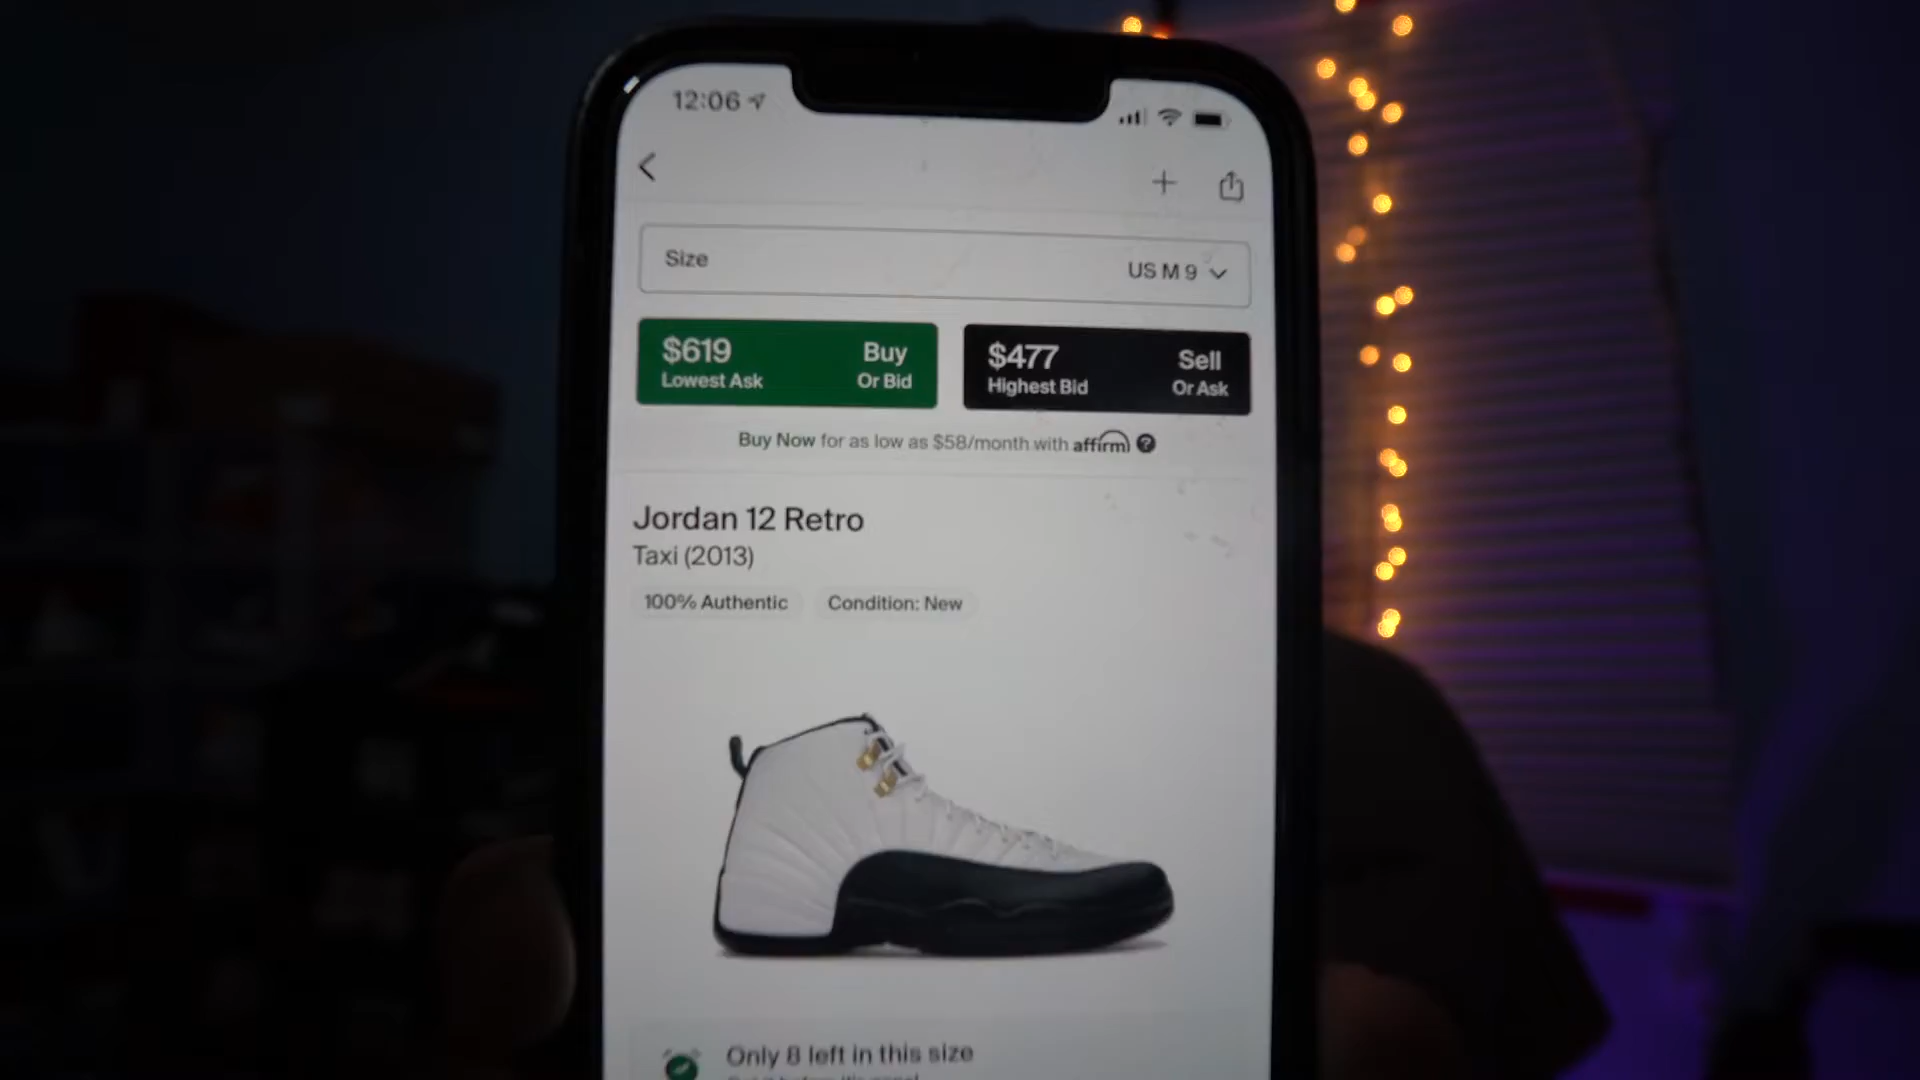 12:06
Size
US M 9
$619 Buy
Lowest Ask Or Bid
$477 Sell
Highest Bid Or Ask
Buy Now for as low as $58/month with affirm ?
Jordan 12 Retro
Taxi (2013)
100% Authentic Condition: New
Only 8 left in this size